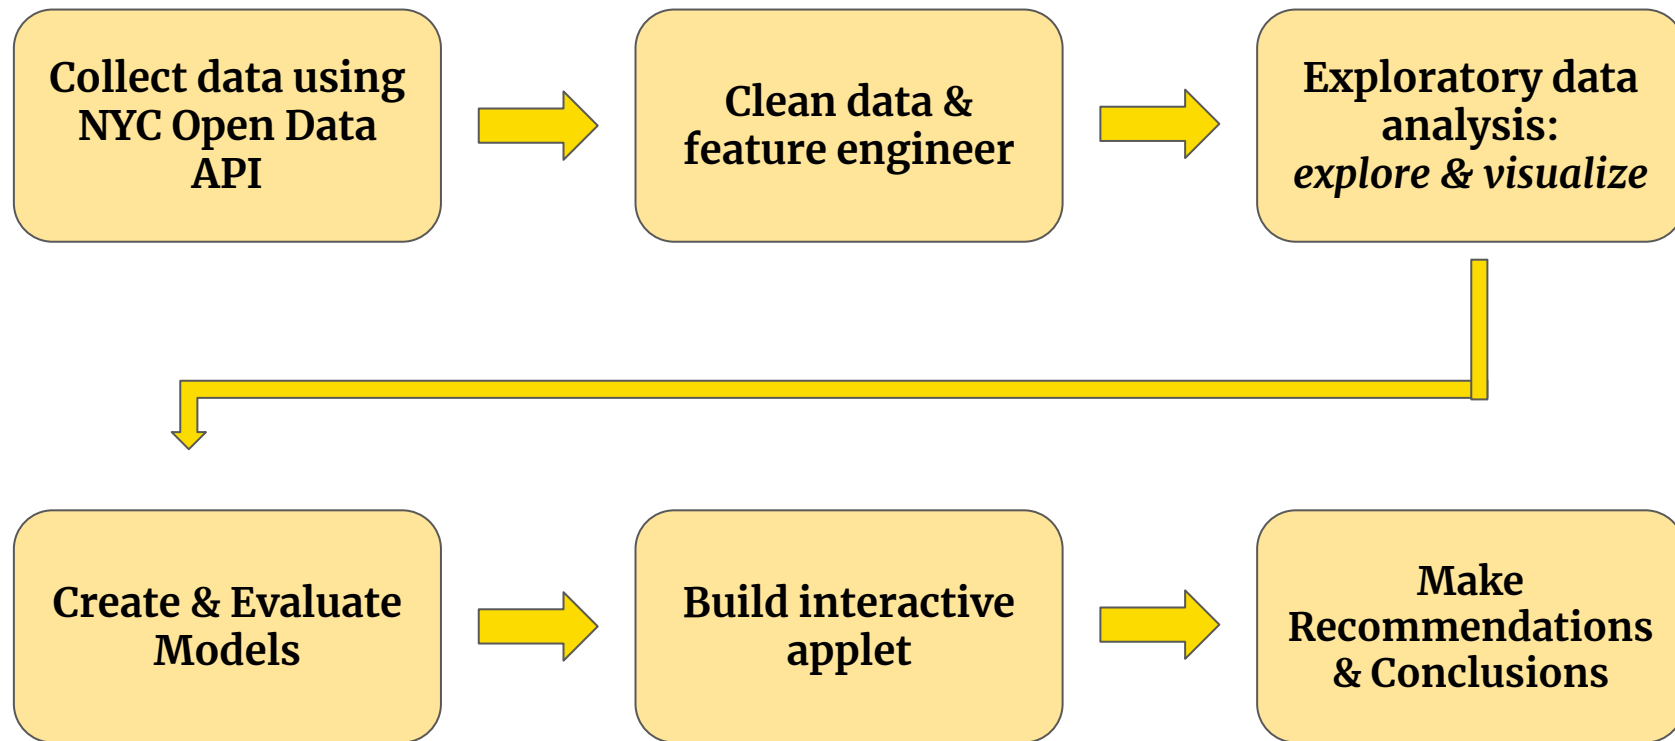 Collect data using
NYC Open Data
API
Clean data &
feature engineer
Exploratory data
analysis:
explore & visualize
Create & Evaluate
Models
Build interactive
applet
Make
Recommendations
& Conclusions